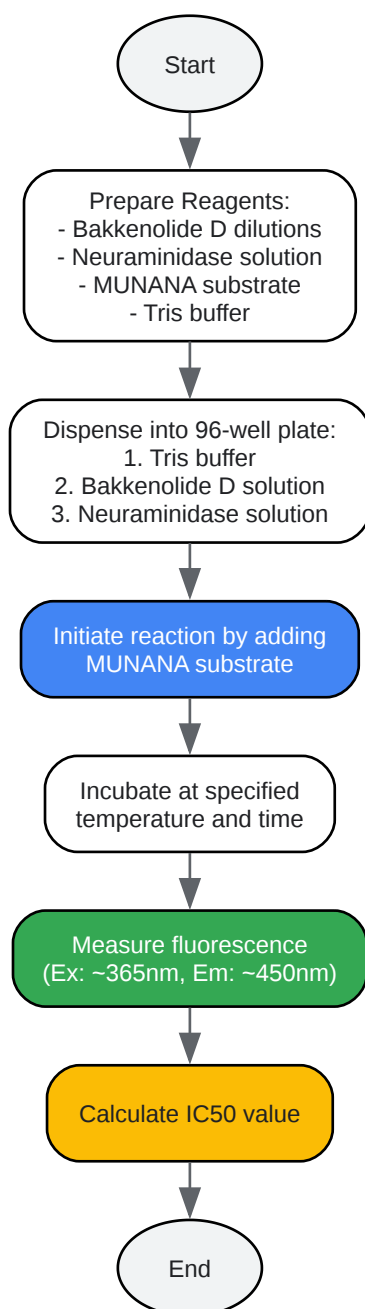 Start
Prepare Reagents:
- Bakkenolide D dilutions
- Neuraminidase solution
- MUNANA substrate
- Tris buffer
Dispense into 96-well plate:
1. Tris buffer
2. Bakkenolide D solution
3. Neuraminidase solution
Initiate reaction by adding
MUNANA substrate
Incubate at specified
temperature and time
Measure fluorescence
(Ex: ~365nm, Em: ~450nm)
Calculate IC50 value
End